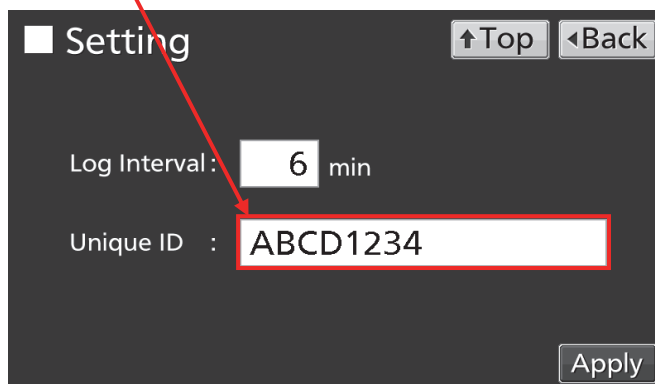 Setting
Top
Back
Log Interval: 6 min
Unique ID : ABCD1234
Apply